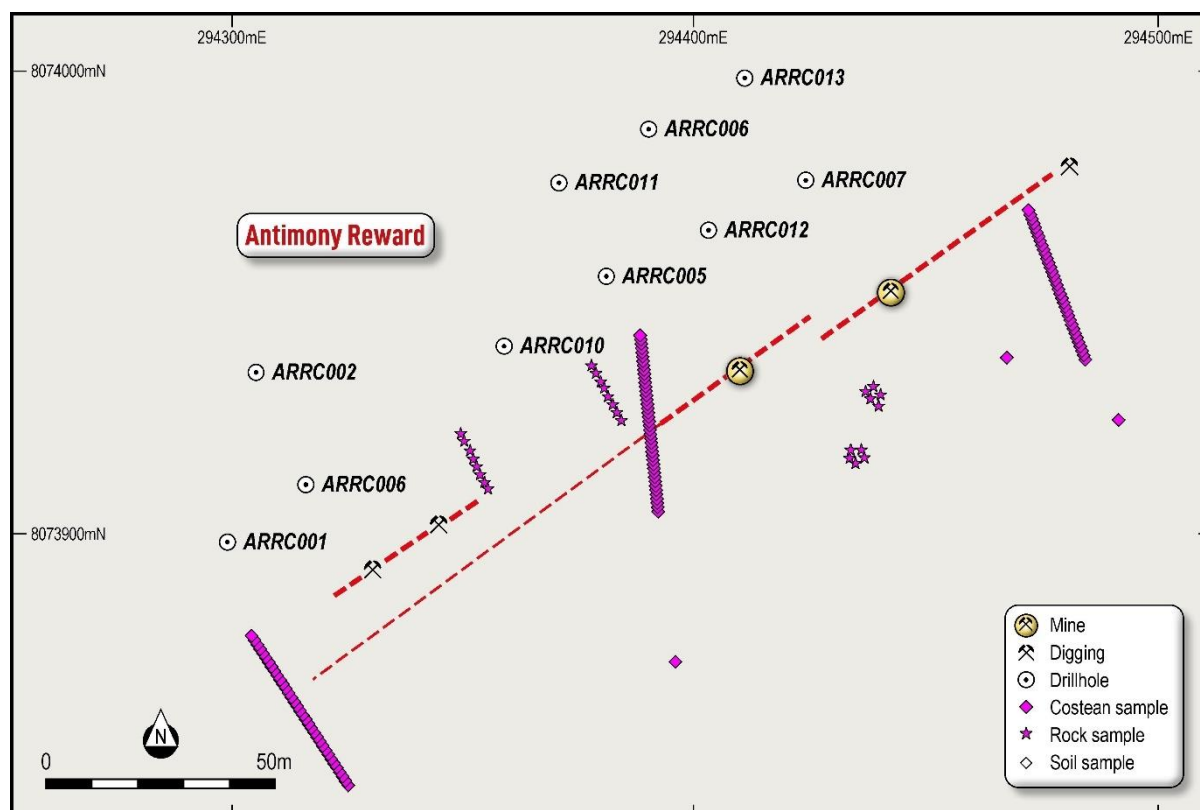 294300mE
294400mE
294500mE
8074000mN
ARRC013
ARRC006
ARRC011
ARRC007
Antimony Reward
ARRC012
ARRC005
ARRC010
ARRC002
ARRC006
8073900mN
ARRC001
Mine
Digging
Drillhole
Costean sample
Rock sample
Soil sample
N
0
50m